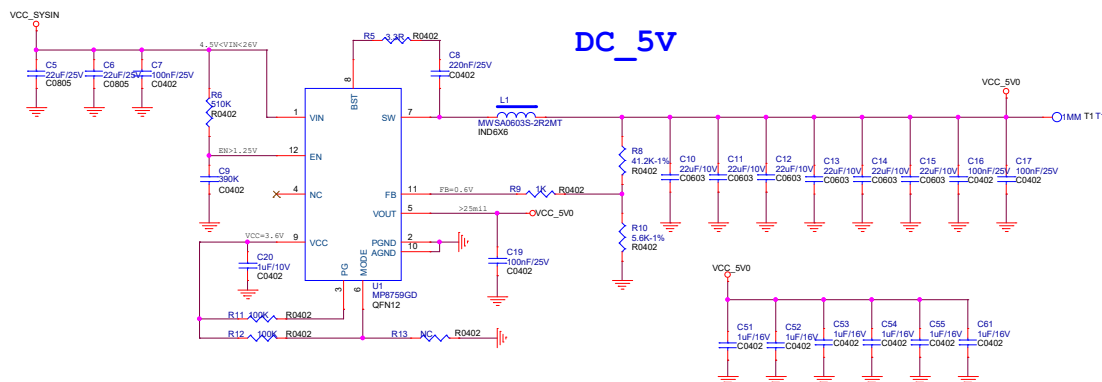 VCC_SYSIN
DC_5V
4.5V<VIN<26V
R5
3.3R
R0402
C8
220nF/25V
C0402
C5
22uF/25V
C0805
C6
22uF/25V
C0805
C7
100nF/25V
C0402
R6
510K
R0402
EN>1.25V
C9
390K
C0402
8
BST
1
VIN
SW
7
12
EN
4
NC
FB
11
VOUT
5
9
VCC
PGND
2
AGND
10
PG
MODE
3
6
U1
MP8759GD
QFN12
L1
MWSA0603S-2R2MT
IND6X6
VCC_5V0
1MM
T1
T
R8
41.2K-1%
R0402
C10
22uF/10V
C0603
C11
22uF/10V
C0603
C12
22uF/10V
C0603
C13
22uF/10V
C0603
C14
22uF/10V
C0603
C15
22uF/10V
C0603
C16
100nF/25V
C0402
C17
100nF/25V
C0402
FB=0.6V
R9
1K
R0402
>25mil
VCC_5V0
R10
5.6K-1%
R0402
VCC=3.6V
C20
1uF/10V
C0402
C19
100nF/25V
C0402
R11
100K
R0402
R12
100K
R0402
R13
NC
R0402
VCC_5V0
C51
1uF/16V
C0402
C52
1uF/16V
C0402
C53
1uF/16V
C0402
C54
1uF/16V
C0402
C55
1uF/16V
C0402
C61
1uF/16V
C0402